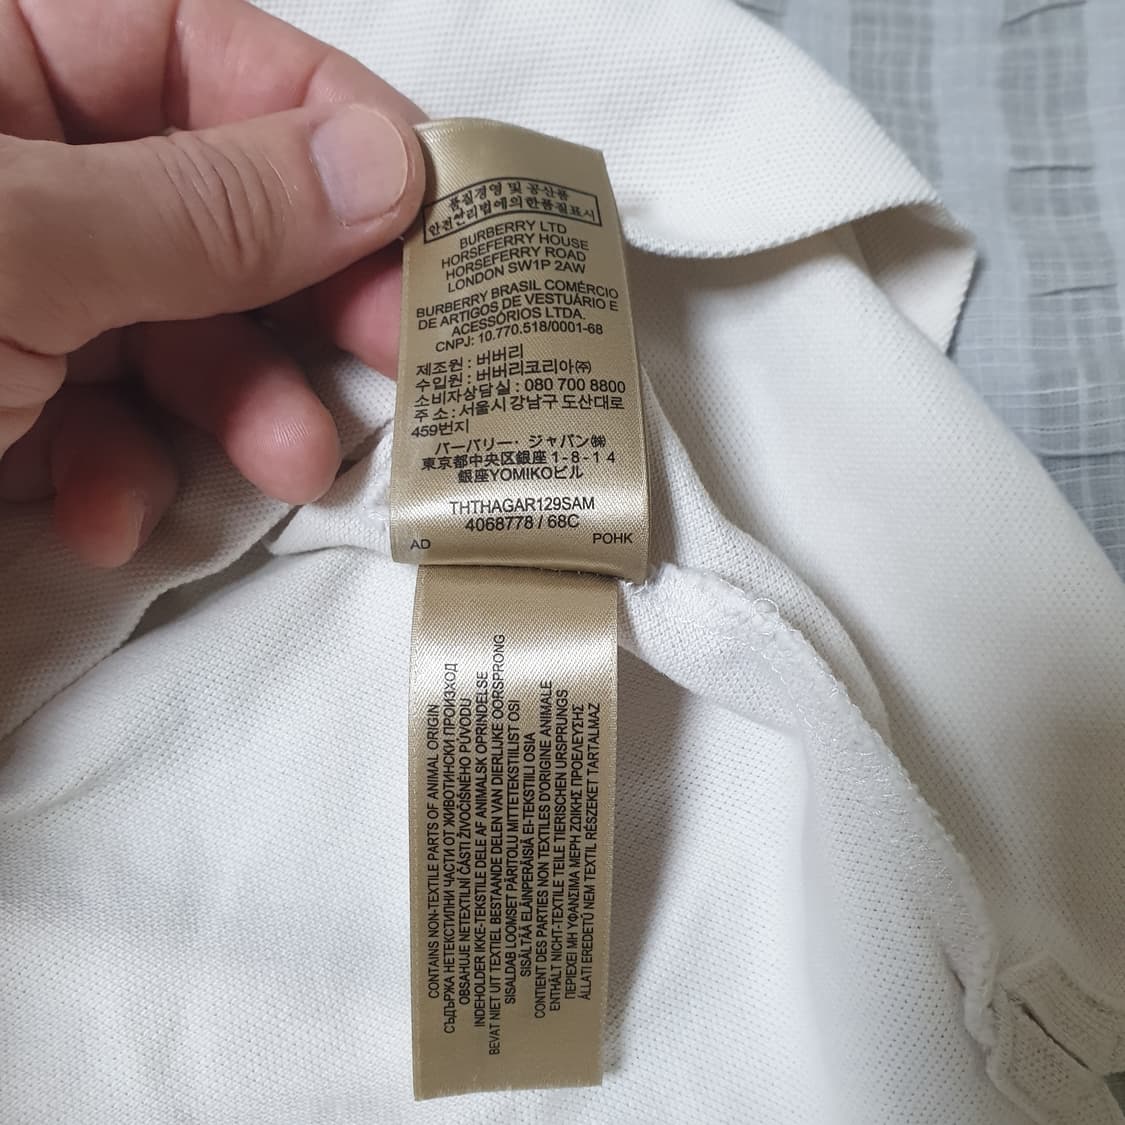 품질경영 및 공산품
안전관리법에의한품질표시
BURBERRY LTD
HORSEFERRY HOUSE
HORSEFERRY ROAD
LONDON SW1P 2AW
BURBERRY BRASIL COMÉRCIO
DE ARTIGOS DE VESTUÁRIO E
ACESSÓRIOS LTDA.
CNPJ: 10.770.518/0001-68
제조원 : 버버리
수입원 : 버버리코리아㈜
소비자상담실 : 080 700 8800
주 소 : 서울시 강남구 도산대로
459번지
バーバリー・ジャパン㈱
東京都中央区銀座 1 - 8 - 1 4
銀座YOMIKOビル
THTHAGAR129SAM
4068778 / 68C
AD POHK
CONTAINS NON-TEXTILE PARTS OF ANIMAL ORIGIN
СЪДЪРЖА НЕТЕКСТИЛНИ ЧАСТИ ОТ ЖИВОТИНСКИ ПРОИЗХОД
OBSAHUJE NETEXTILNÍ ČÁSTI ŽIVOČIŠNÉHO PŮVODU
INDEHOLDER IKKE-TEKSTILE DELE AF ANIMALSK OPRINDELSE
BEVAT NIET UIT TEXTIEL BESTAANDE DELEN VAN DIERLIJKE OORSPRONG
SISALDAB LOOMSET PÄRITOLU MITTETEKSTIILIST OSI
SISÄLTÄÄ ELÄINPERÄISIÄ EI-TEKSTIILI OSIA
CONTIENT DES PARTIES NON TEXTILES D'ORIGINE ANIMALE
ENTHÄLT NICHT-TEXTILE TEILE TIERISCHEN URSPRUNGS
ΠΕΡΙΕΧΕΙ ΜΗ ΥΦΑΝΣΙΜΑ ΜΕΡΗ ΖΩΙΚΗΣ ΠΡΟΕΛΕΥΣΗΣ
ÁLLATI EREDETŰ NEM TEXTIL RÉSZEKET TARTALMAZ